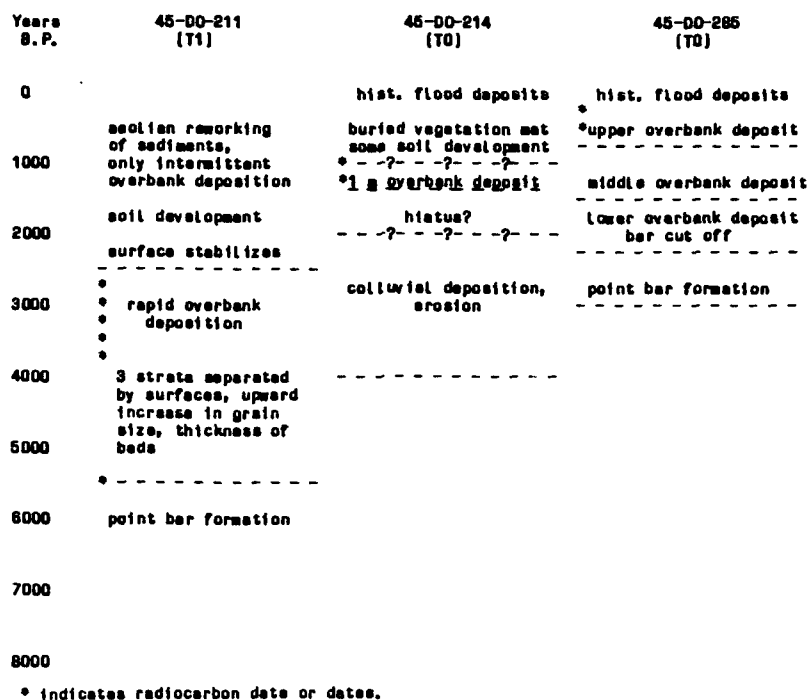 Years 45-DO-211 45-DO-214 45-DO-285
B.P. (T1) (T0) (T0)
0 hist. flood deposits hist. flood deposits
*
aeolian reworking buried vegetation mat *upper overbank deposit
of sediments, some soil development - - - - - - - - - -
1000 only intermittent * - -?- - -?- - -?- - -
overbank deposition *1 m overbank deposit middle overbank deposit
- - - - - - - - - -
soil development hiatus? lower overbank deposit
2000 - - -?- - -?- - -?- - - bar cut off
surface stabilizes - - - - - - - - - -
- - - - - - - - - - - -
* colluvial deposition, point bar formation
3000 * rapid overbank erosion - - - - - - - - - -
* deposition
*
*
4000 3 strata separated - - - - - - - - - - - -
by surfaces, upward
increase in grain
size, thickness of
5000 beds
* - - - - - - - - - - - -
6000 point bar formation
7000
8000
* indicates radiocarbon date or dates.